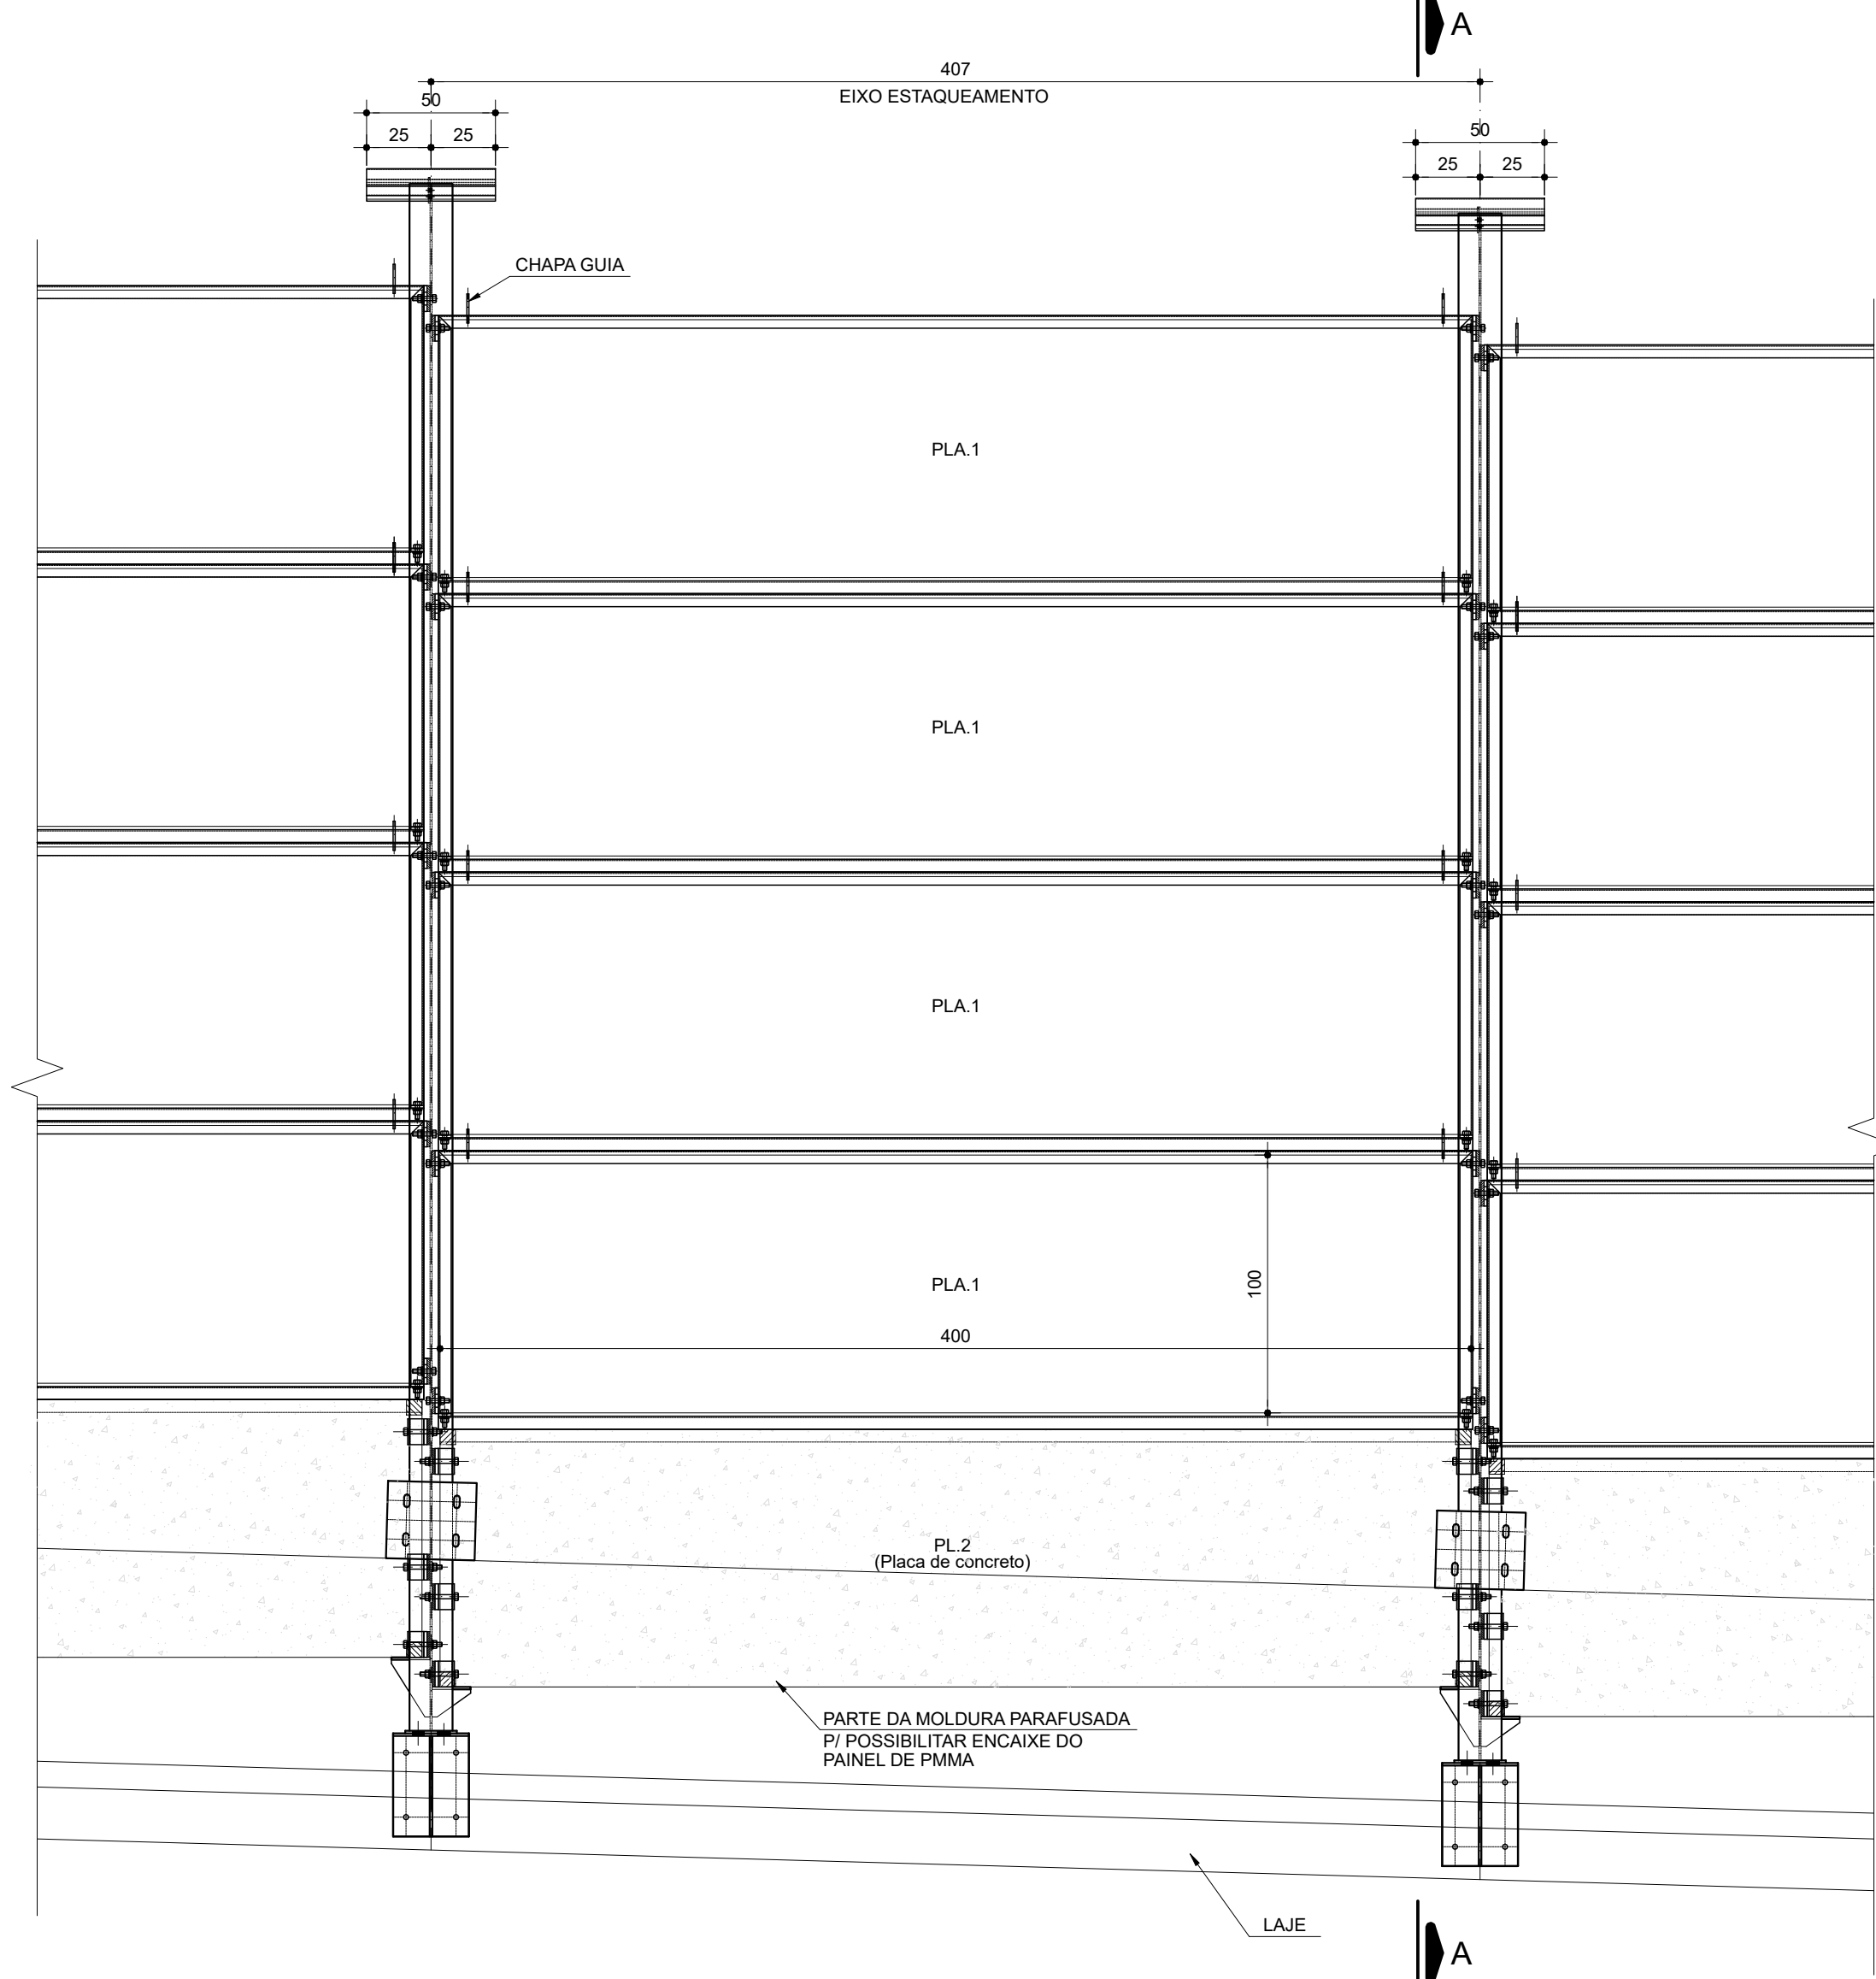 A
407
EIXO ESTAQUEAMENTO
50
25
25
50
25
25
CHAPA GUIA
PLA.1
PLA.1
PLA.1
PLA.1
100
400
PL.2
(Placa de concreto)
PARTE DA MOLDURA PARAFUSADA
P/ POSSIBILITAR ENCAIXE DO
PAINEL DE PMMA
LAJE
A